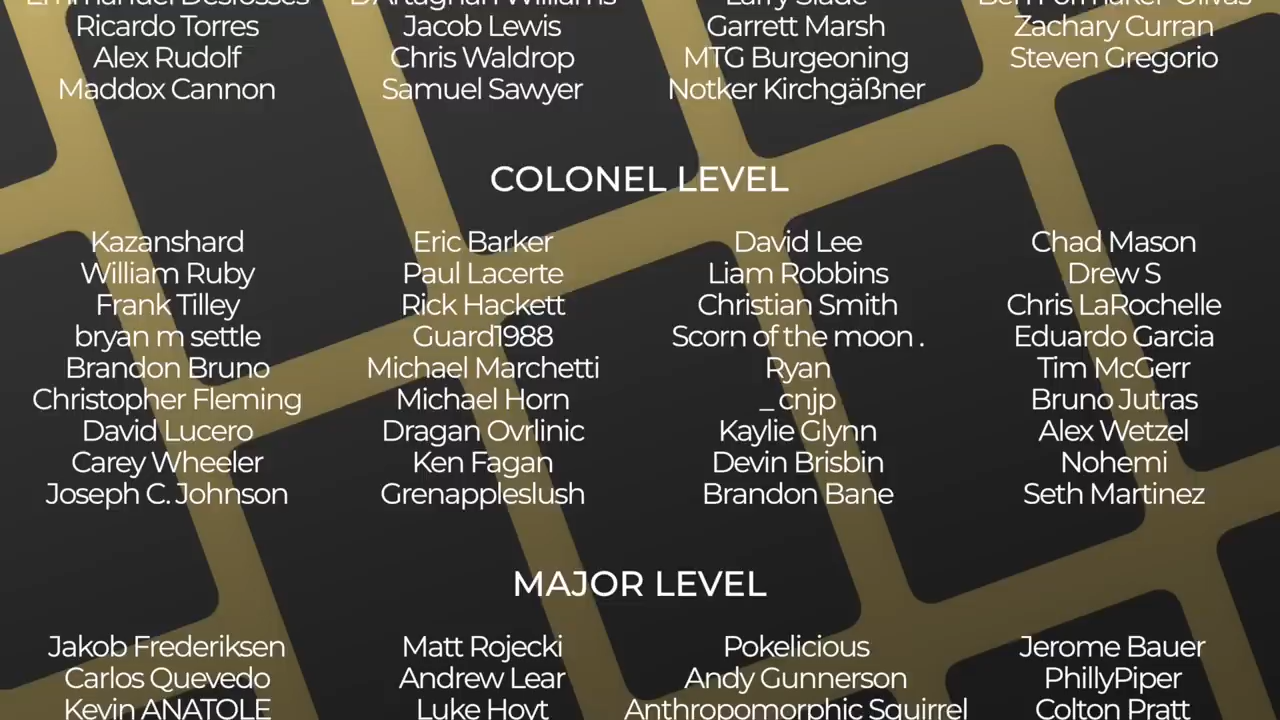 Ricardo Torres Jacob Lewis Garrett Marsh Zachary Curran
Alex Rudolf Chris Waldrop MTG Burgeoning Steven Gregorio
Maddox Cannon Samuel Sawyer Notker Kirchgäßner
COLONEL LEVEL
Kazanshard Eric Barker David Lee Chad Mason
William Ruby Paul Lacerte Liam Robbins Drew S
Frank Tilley Rick Hackett Christian Smith Chris LaRochelle
bryan m settle Guard1988 Scorn of the moon . Eduardo Garcia
Brandon Bruno Michael Marchetti Ryan Tim McGerr
Christopher Fleming Michael Horn _ cnjp Bruno Jutras
David Lucero Dragan Ovrlinic Kaylie Glynn Alex Wetzel
Carey Wheeler Ken Fagan Devin Brisbin Nohemi
Joseph C. Johnson Grenappleslush Brandon Bane Seth Martinez
MAJOR LEVEL
Jakob Frederiksen Matt Rojecki Pokelicious Jerome Bauer
Carlos Quevedo Andrew Lear Andy Gunnerson PhillyPiper
Kevin ANATOLE Luke Hoyt Anthropomorphic Squirrel Colton Pratt